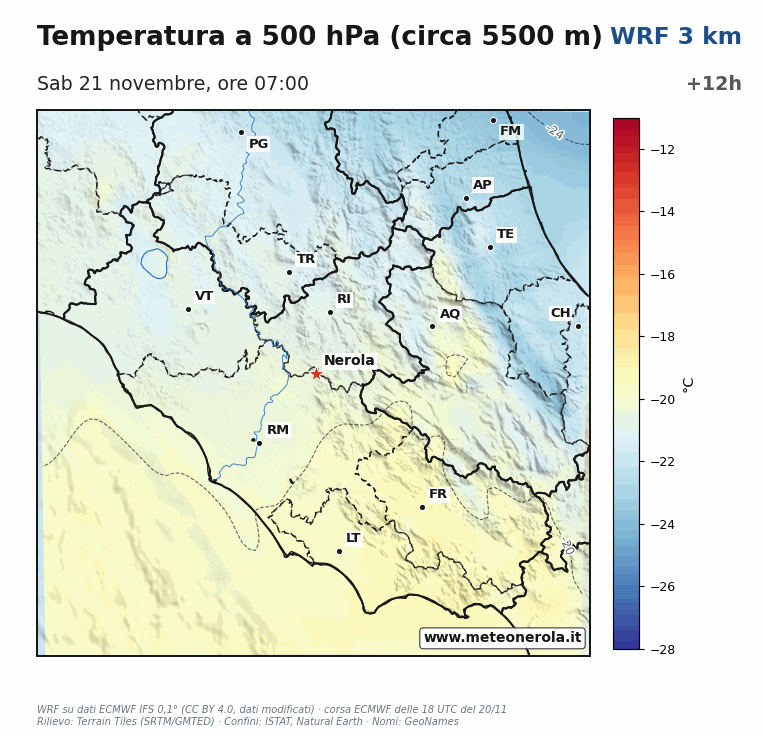 Temperatura a 500 hPa (circa 5500 m) WRF 3 km
Sab 21 novembre, ore 07:00 +12h
PG
FM
-24
AP
TE
TR
VT
RI
AQ
CH
Nerola
RM
FR
LT
-20
www.meteonerola.it
−12
−14
−16
−18
−20
−22
−24
−26
−28
°C
WRF su dati ECMWF IFS 0,1° (CC BY 4.0, dati modificati) · corsa ECMWF delle 18 UTC del 20/11
Rilievo: Terrain Tiles (SRTM/GMTED) · Confini: ISTAT, Natural Earth · Nomi: GeoNames